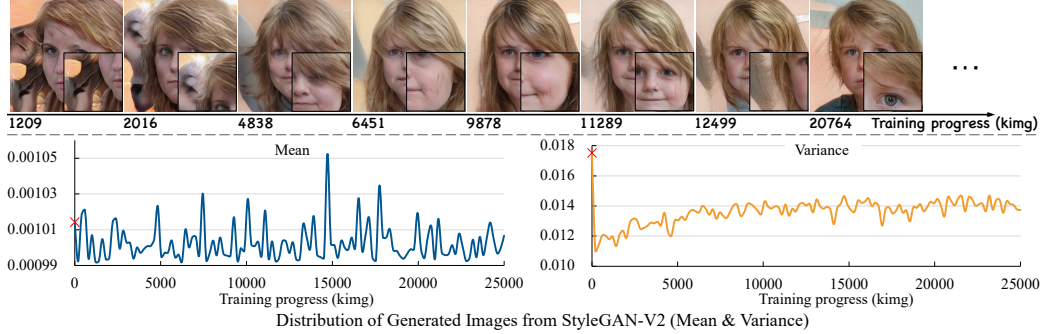 ...
1209 2016 4838 6451 9878 11289 12499 20764 Training progress (kimg)
Mean
0.00105
0.00103
0.00101
0.00099
0 5000 10000 15000 20000 25000
Training progress (kimg)
Variance
0.018
0.016
0.014
0.012
0.010
0 5000 10000 15000 20000 25000
Training progress (kimg)
Distribution of Generated Images from StyleGAN-V2 (Mean & Variance)